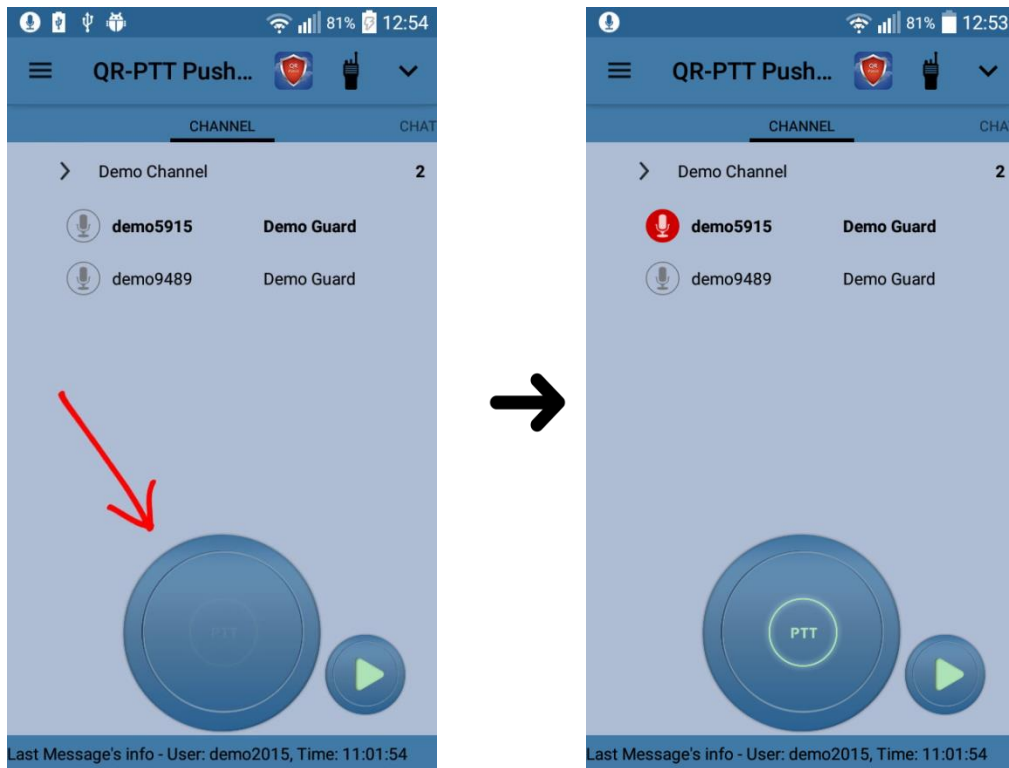 81% 12:54
QR-PTT Push...
CHANNEL CHAT
Demo Channel 2
demo5915 Demo Guard
demo9489 Demo Guard
PTT
Last Message's info - User: demo2015, Time: 11:01:54
81% 12:53
QR-PTT Push...
CHANNEL CHA
Demo Channel 2
demo5915 Demo Guard
demo9489 Demo Guard
PTT
Last Message's info - User: demo2015, Time: 11:01:54